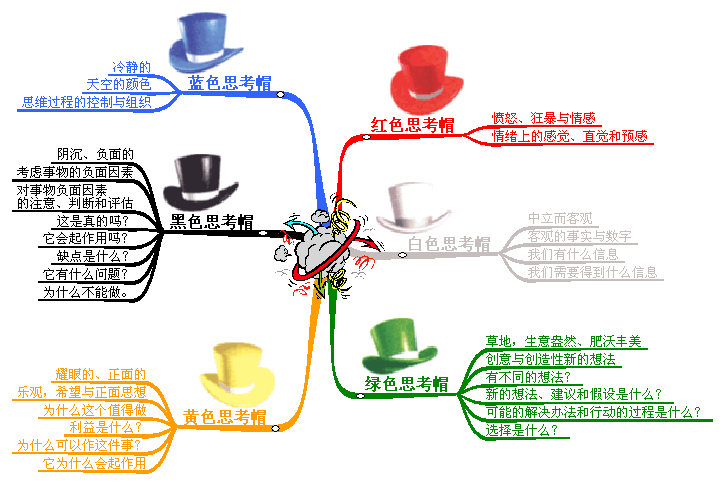 蓝色思考帽
冷静的
天空的颜色
思维过程的控制与组织
红色思考帽
愤怒、狂暴与情感
情绪上的感觉、直觉和预感
黑色思考帽
阴沉、负面的
考虑事物的负面因素
对事物负面因素
的注意、判断和评估
这是真的吗？
它会起作用吗？
缺点是什么？
它有什么问题？
为什么不能做。
白色思考帽
中立而客观
客观的事实与数字
我们有什么信息
我们需要得到什么信息
黄色思考帽
耀眼的、正面的
乐观，希望与正面思想
为什么这个值得做
利益是什么？
为什么可以作这件事？
它为什么会起作用
绿色思考帽
草地，生意盎然、肥沃丰美
创意与创造性新的想法
有不同的想法？
新的想法、建议和假设是什么？
可能的解决办法和行动的过程是什么？
选择是什么？